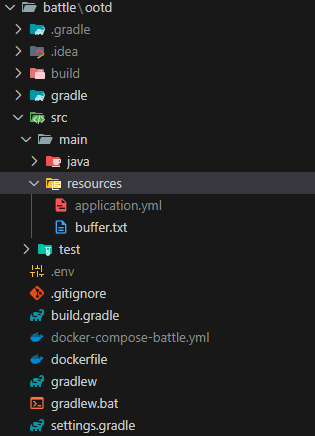 battle\ootd
.gradle
.idea
build
gradle
src
main
java
resources
application.yml
buffer.txt
test
.env
.gitignore
build.gradle
docker-compose-battle.yml
dockerfile
gradlew
gradlew.bat
settings.gradle